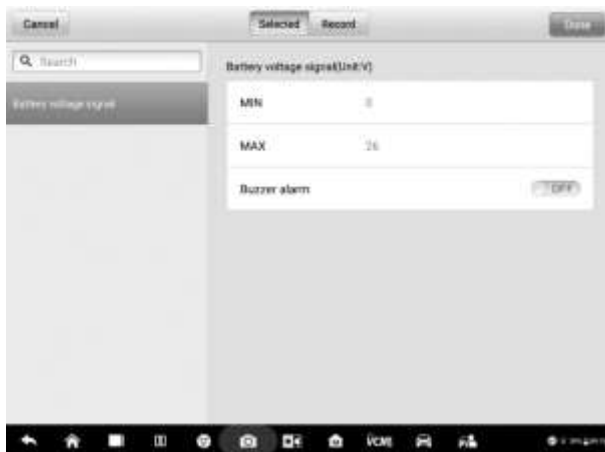 Cancel
Selected Record
Done
Search
Battery voltage signal(Unit:V)
Battery voltage signal
MIN 0
MAX 26
Buzzer alarm OFF
VCMI